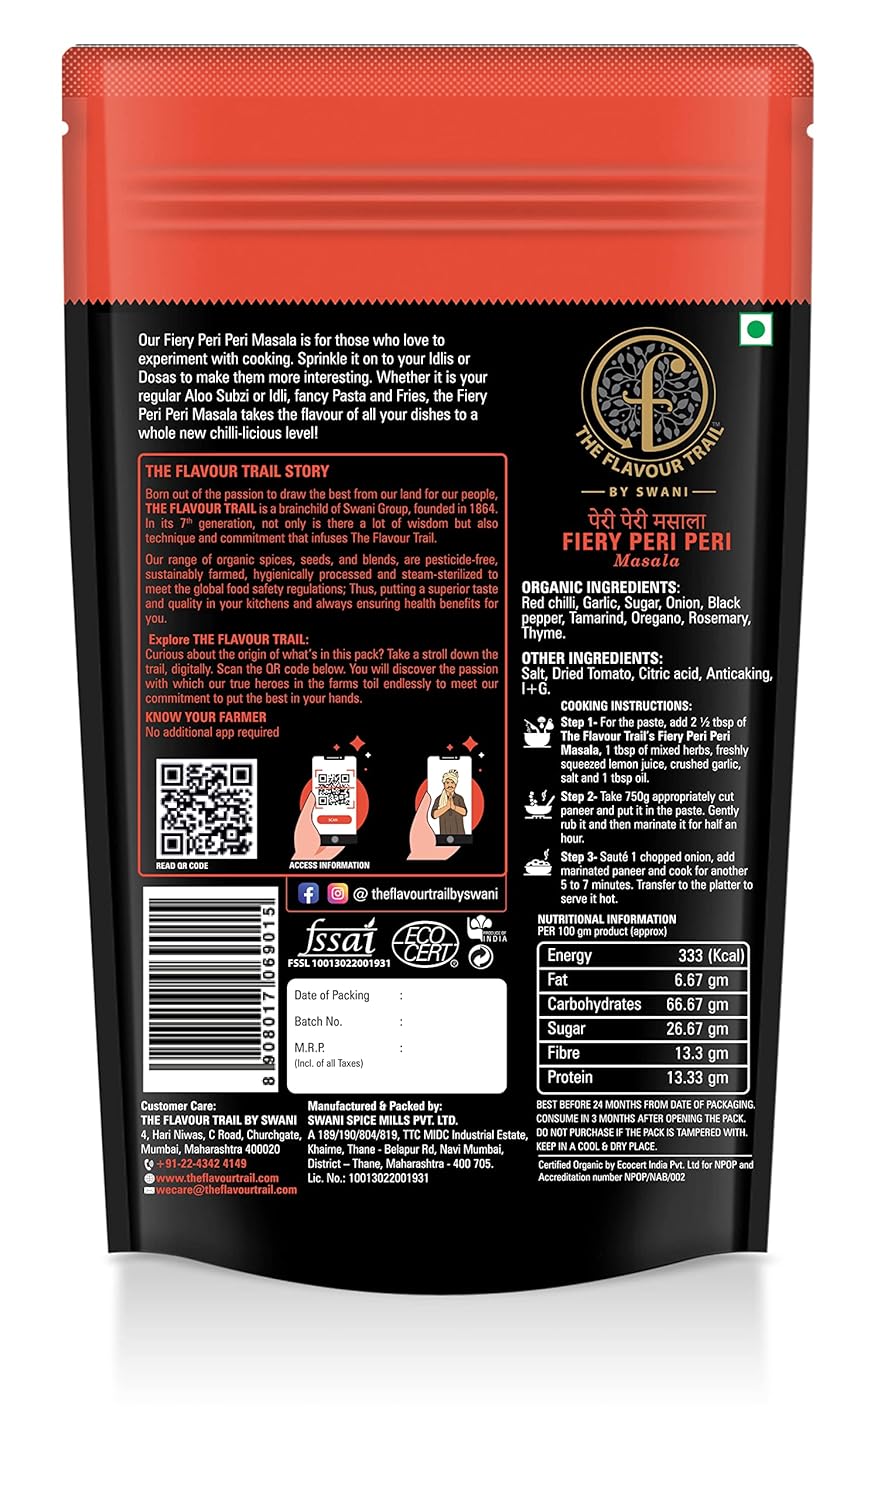 Our Fiery Peri Peri Masala is for those who love to
experiment with cooking. Sprinkle it on to your Idlis or
Dosas to make them more interesting. Whether it is your
regular Aloo Subzi or Idli, fancy Pasta and Fries, the Fiery
Peri Peri Masala takes the flavour of all your dishes to a
whole new chilli-licious level!
THE FLAVOUR TRAIL STORY
Born out of the passion to draw the best from our land for our people,
THE FLAVOUR TRAIL is a brainchild of Swani Group, founded in 1864.
In its 7th generation, not only is there a lot of wisdom but also
technique and commitment that infuses The Flavour Trail.
Our range of organic spices, seeds, and blends, are pesticide-free,
sustainably farmed, hygienically processed and steam-sterilized to
meet the global food safety regulations; Thus, putting a superior taste
and quality in your kitchens and always ensuring health benefits for
you.
Explore THE FLAVOUR TRAIL:
Curious about the origin of what's in this pack? Take a stroll down the
trail, digitally. Scan the QR code below. You will discover the passion
with which our true heroes in the farms toil endlessly to meet our
commitment to put the best in your hands.
KNOW YOUR FARMER
No additional app required
SCAN
READ QR CODE
ACCESS INFORMATION
@ theflavourtrailbyswani
fssai
FSSL 10013022001931
ECO
CERT®
PRODUCE OF
INDIA
8 908017 069015
Date of Packing :
Batch No. :
M.R.P. :
(Incl. of all Taxes)
Customer Care:
THE FLAVOUR TRAIL BY SWANI
4, Hari Niwas, C Road, Churchgate,
Mumbai, Maharashtra 400020
+91-22-4342 4149
www.theflavourtrail.com
wecare@theflavourtrail.com
Manufactured & Packed by:
SWANI SPICE MILLS PVT. LTD.
A 189/190/804/819, TTC MIDC Industrial Estate,
Khairne, Thane - Belapur Rd, Navi Mumbai,
District – Thane, Maharashtra - 400 705.
Lic. No.: 10013022001931
f
THE FLAVOUR TRAIL™
BY SWANI
पेरी पेरी मसाला
FIERY PERI PERI
Masala
ORGANIC INGREDIENTS:
Red chilli, Garlic, Sugar, Onion, Black
pepper, Tamarind, Oregano, Rosemary,
Thyme.
OTHER INGREDIENTS:
Salt, Dried Tomato, Citric acid, Anticaking,
I+G.
COOKING INSTRUCTIONS:
Step 1- For the paste, add 2 ½ tbsp of
The Flavour Trail's Fiery Peri Peri
Masala, 1 tbsp of mixed herbs, freshly
squeezed lemon juice, crushed garlic,
salt and 1 tbsp oil.
Step 2- Take 750g appropriately cut
paneer and put it in the paste. Gently
rub it and then marinate it for half an
hour.
Step 3- Sauté 1 chopped onion, add
marinated paneer and cook for another
5 to 7 minutes. Transfer to the platter to
serve it hot.
NUTRITIONAL INFORMATION
PER 100 gm product (approx)
Energy 333 (Kcal)
Fat 6.67 gm
Carbohydrates 66.67 gm
Sugar 26.67 gm
Fibre 13.3 gm
Protein 13.33 gm
BEST BEFORE 24 MONTHS FROM DATE OF PACKAGING.
CONSUME IN 3 MONTHS AFTER OPENING THE PACK.
DO NOT PURCHASE IF THE PACK IS TAMPERED WITH.
KEEP IN A COOL & DRY PLACE.
Certified Organic by Ecocert India Pvt. Ltd for NPOP and
Accreditation number NPOP/NAB/002